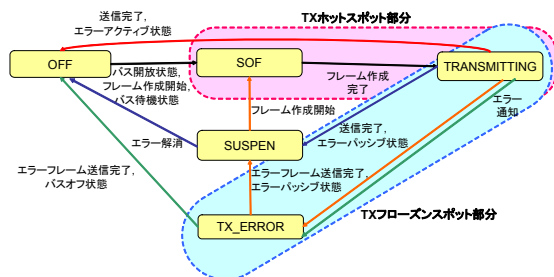 送信完了,
エラーアクティブ状態
TXホットスポット部分
OFF
SOF
TRANSMITTING
バス開放状態,
フレーム作成開始,
バス待機状態
フレーム作成
完了
フレーム作成開始
エラー
通知
エラー解消
SUSPEN
送信完了,
エラーパッシブ状態
エラーフレーム送信完了,
バスオフ状態
エラーフレーム送信完了,
エラーパッシブ状態
TX_ERROR
TXフローズンスポット部分